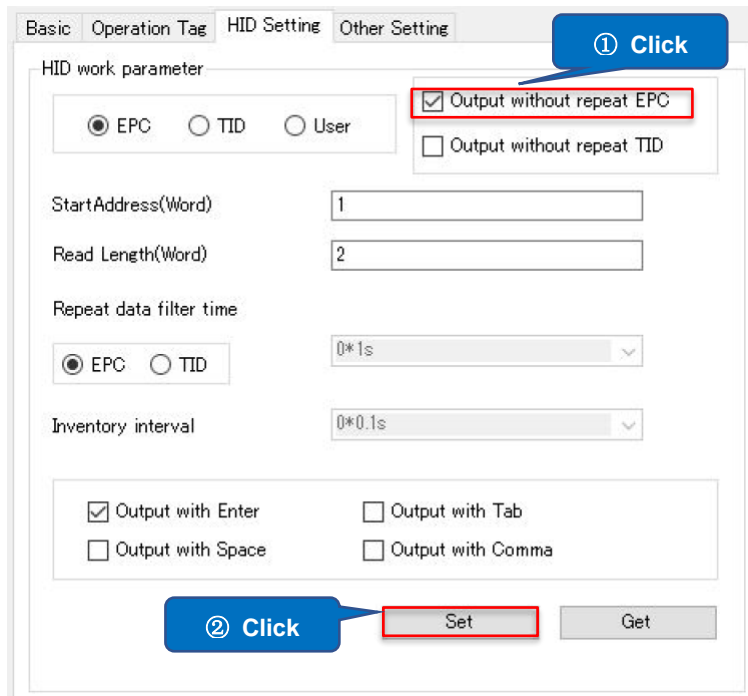 Basic Operation Tag HID Setting Other Setting
① Click
HID work parameter
EPC TID User
Output without repeat EPC
Output without repeat TID
StartAddress(Word) 1
Read Length(Word) 2
Repeat data filter time
EPC TID 0*1s
Inventory interval 0*0.1s
Output with Enter Output with Tab
Output with Space Output with Comma
② Click Set Get